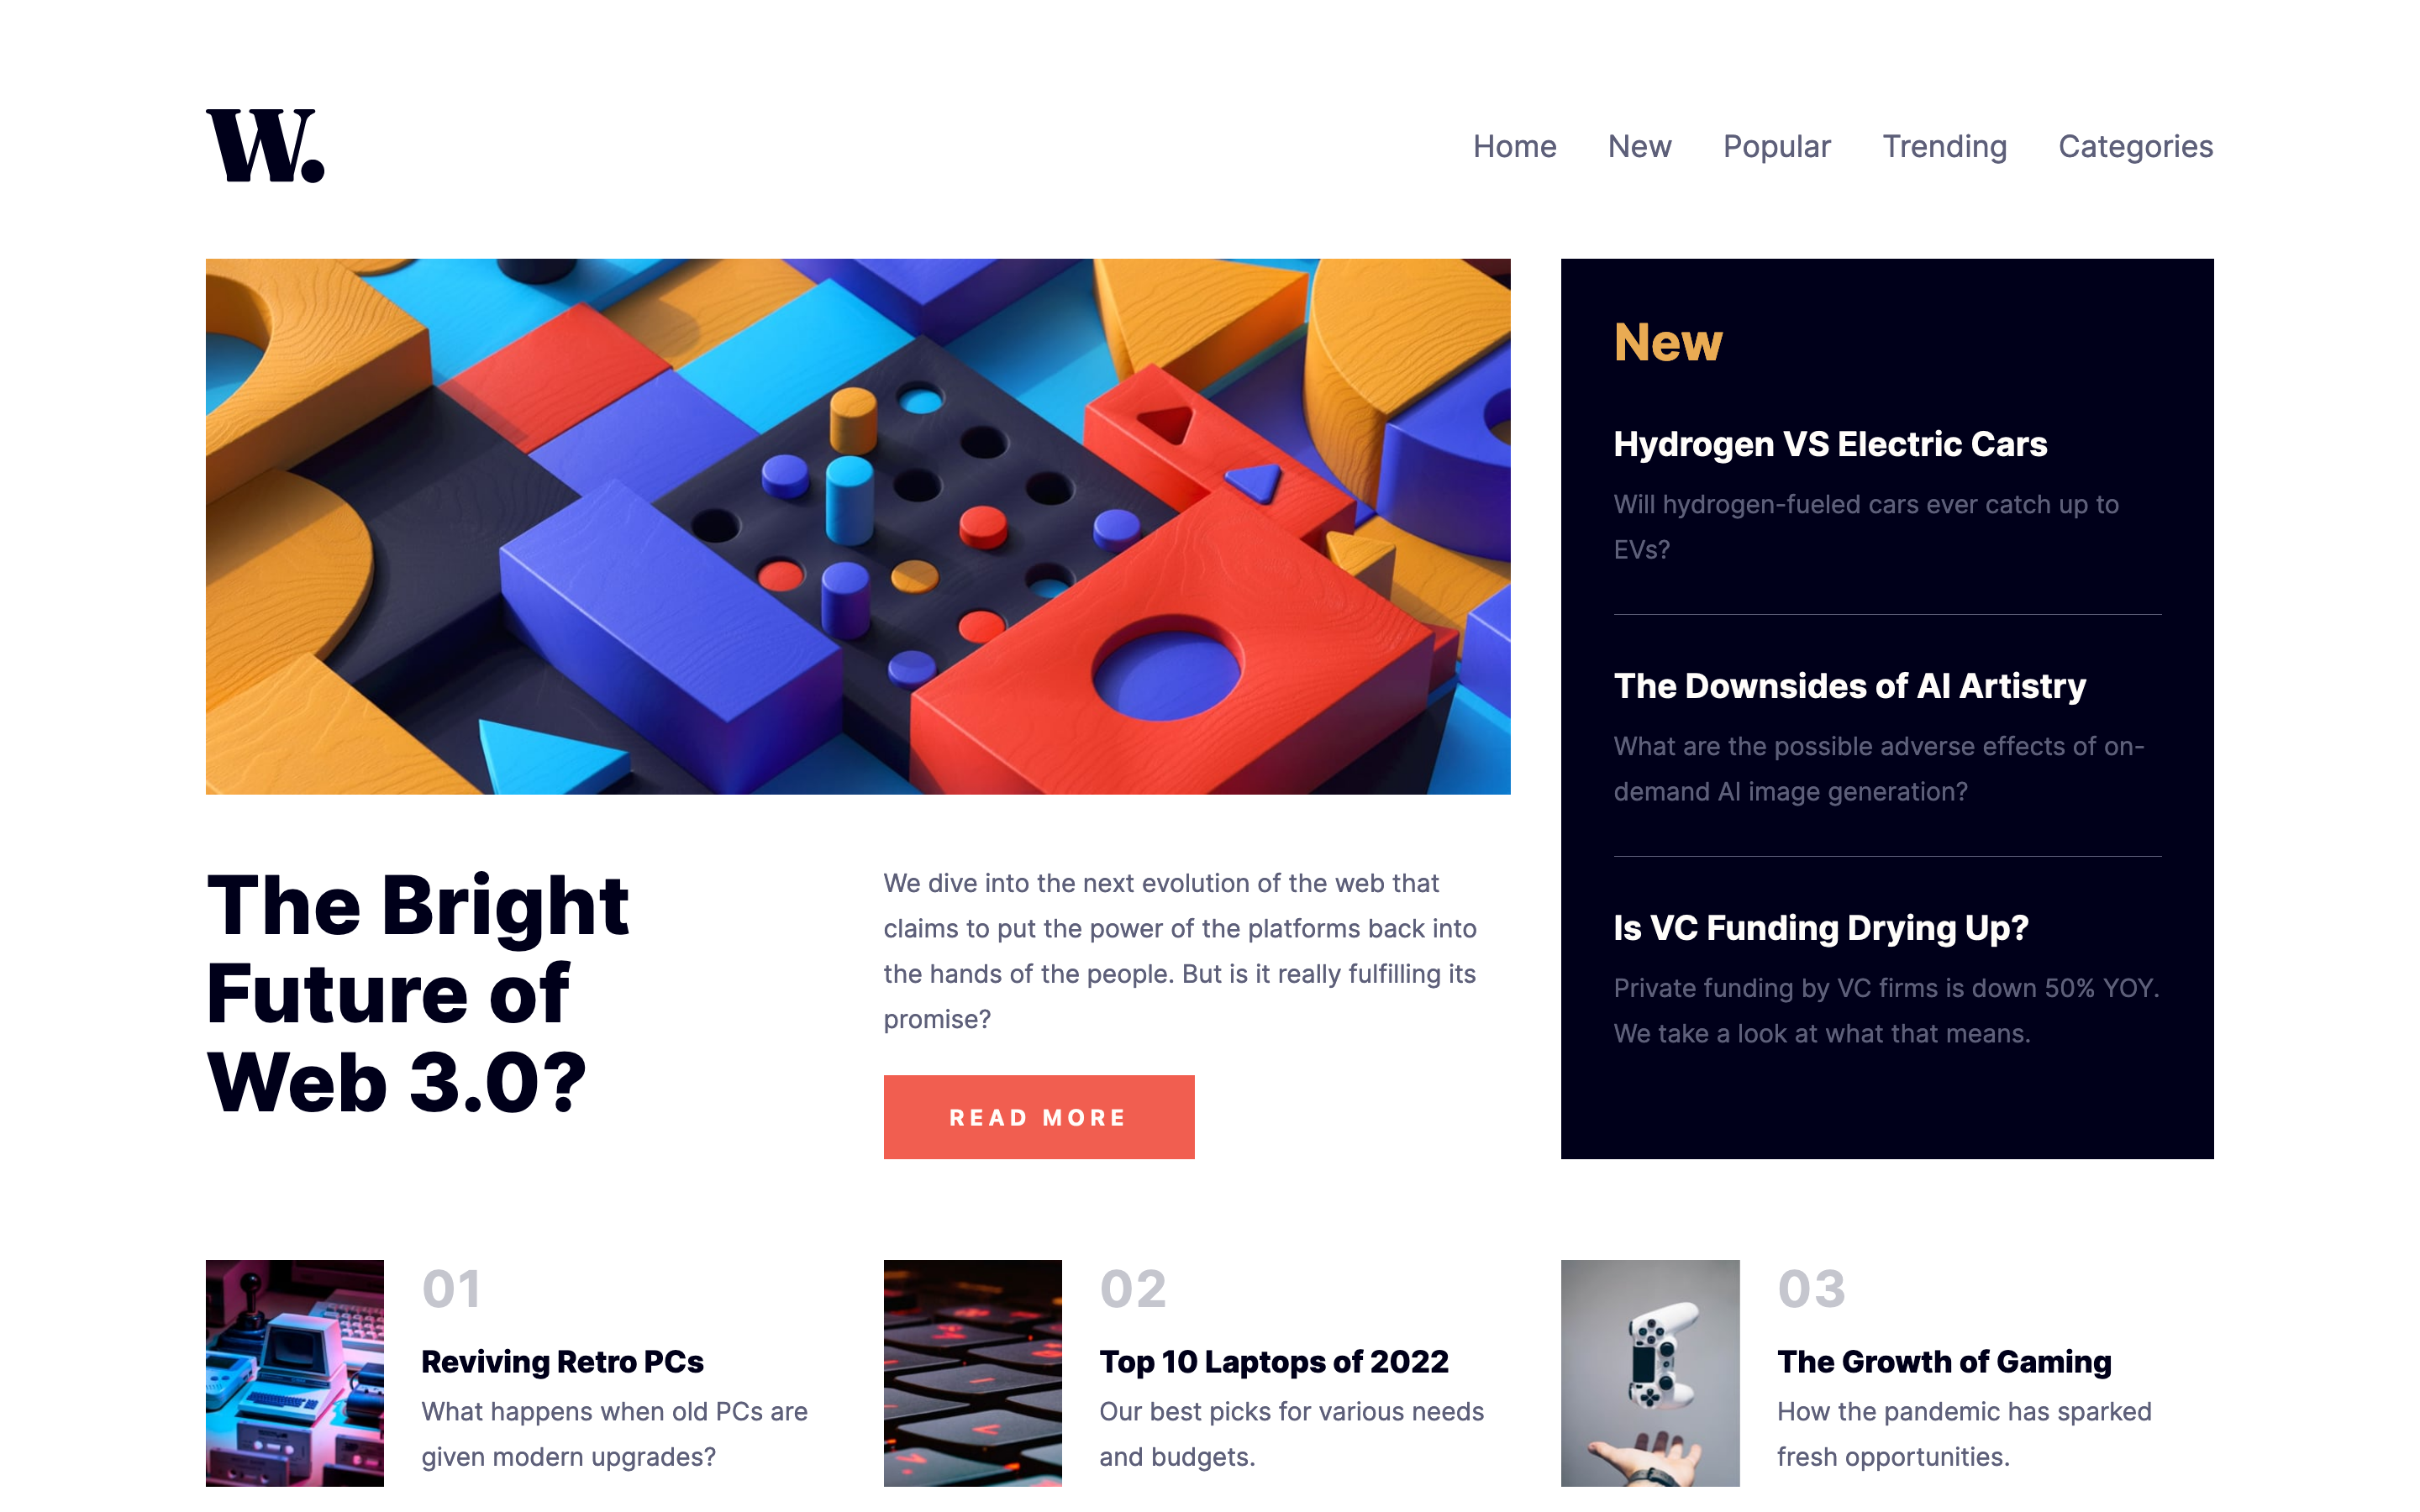 W.
Home New Popular Trending Categories
New
Hydrogen VS Electric Cars
Will hydrogen-fueled cars ever catch up to
EVs?
The Downsides of AI Artistry
What are the possible adverse effects of on-
demand AI image generation?
Is VC Funding Drying Up?
Private funding by VC firms is down 50% YOY.
We take a look at what that means.
The Bright
Future of
Web 3.0?
We dive into the next evolution of the web that
claims to put the power of the platforms back into
the hands of the people. But is it really fulfilling its
promise?
READ MORE
01
Reviving Retro PCs
What happens when old PCs are
given modern upgrades?
02
Top 10 Laptops of 2022
Our best picks for various needs
and budgets.
03
The Growth of Gaming
How the pandemic has sparked
fresh opportunities.